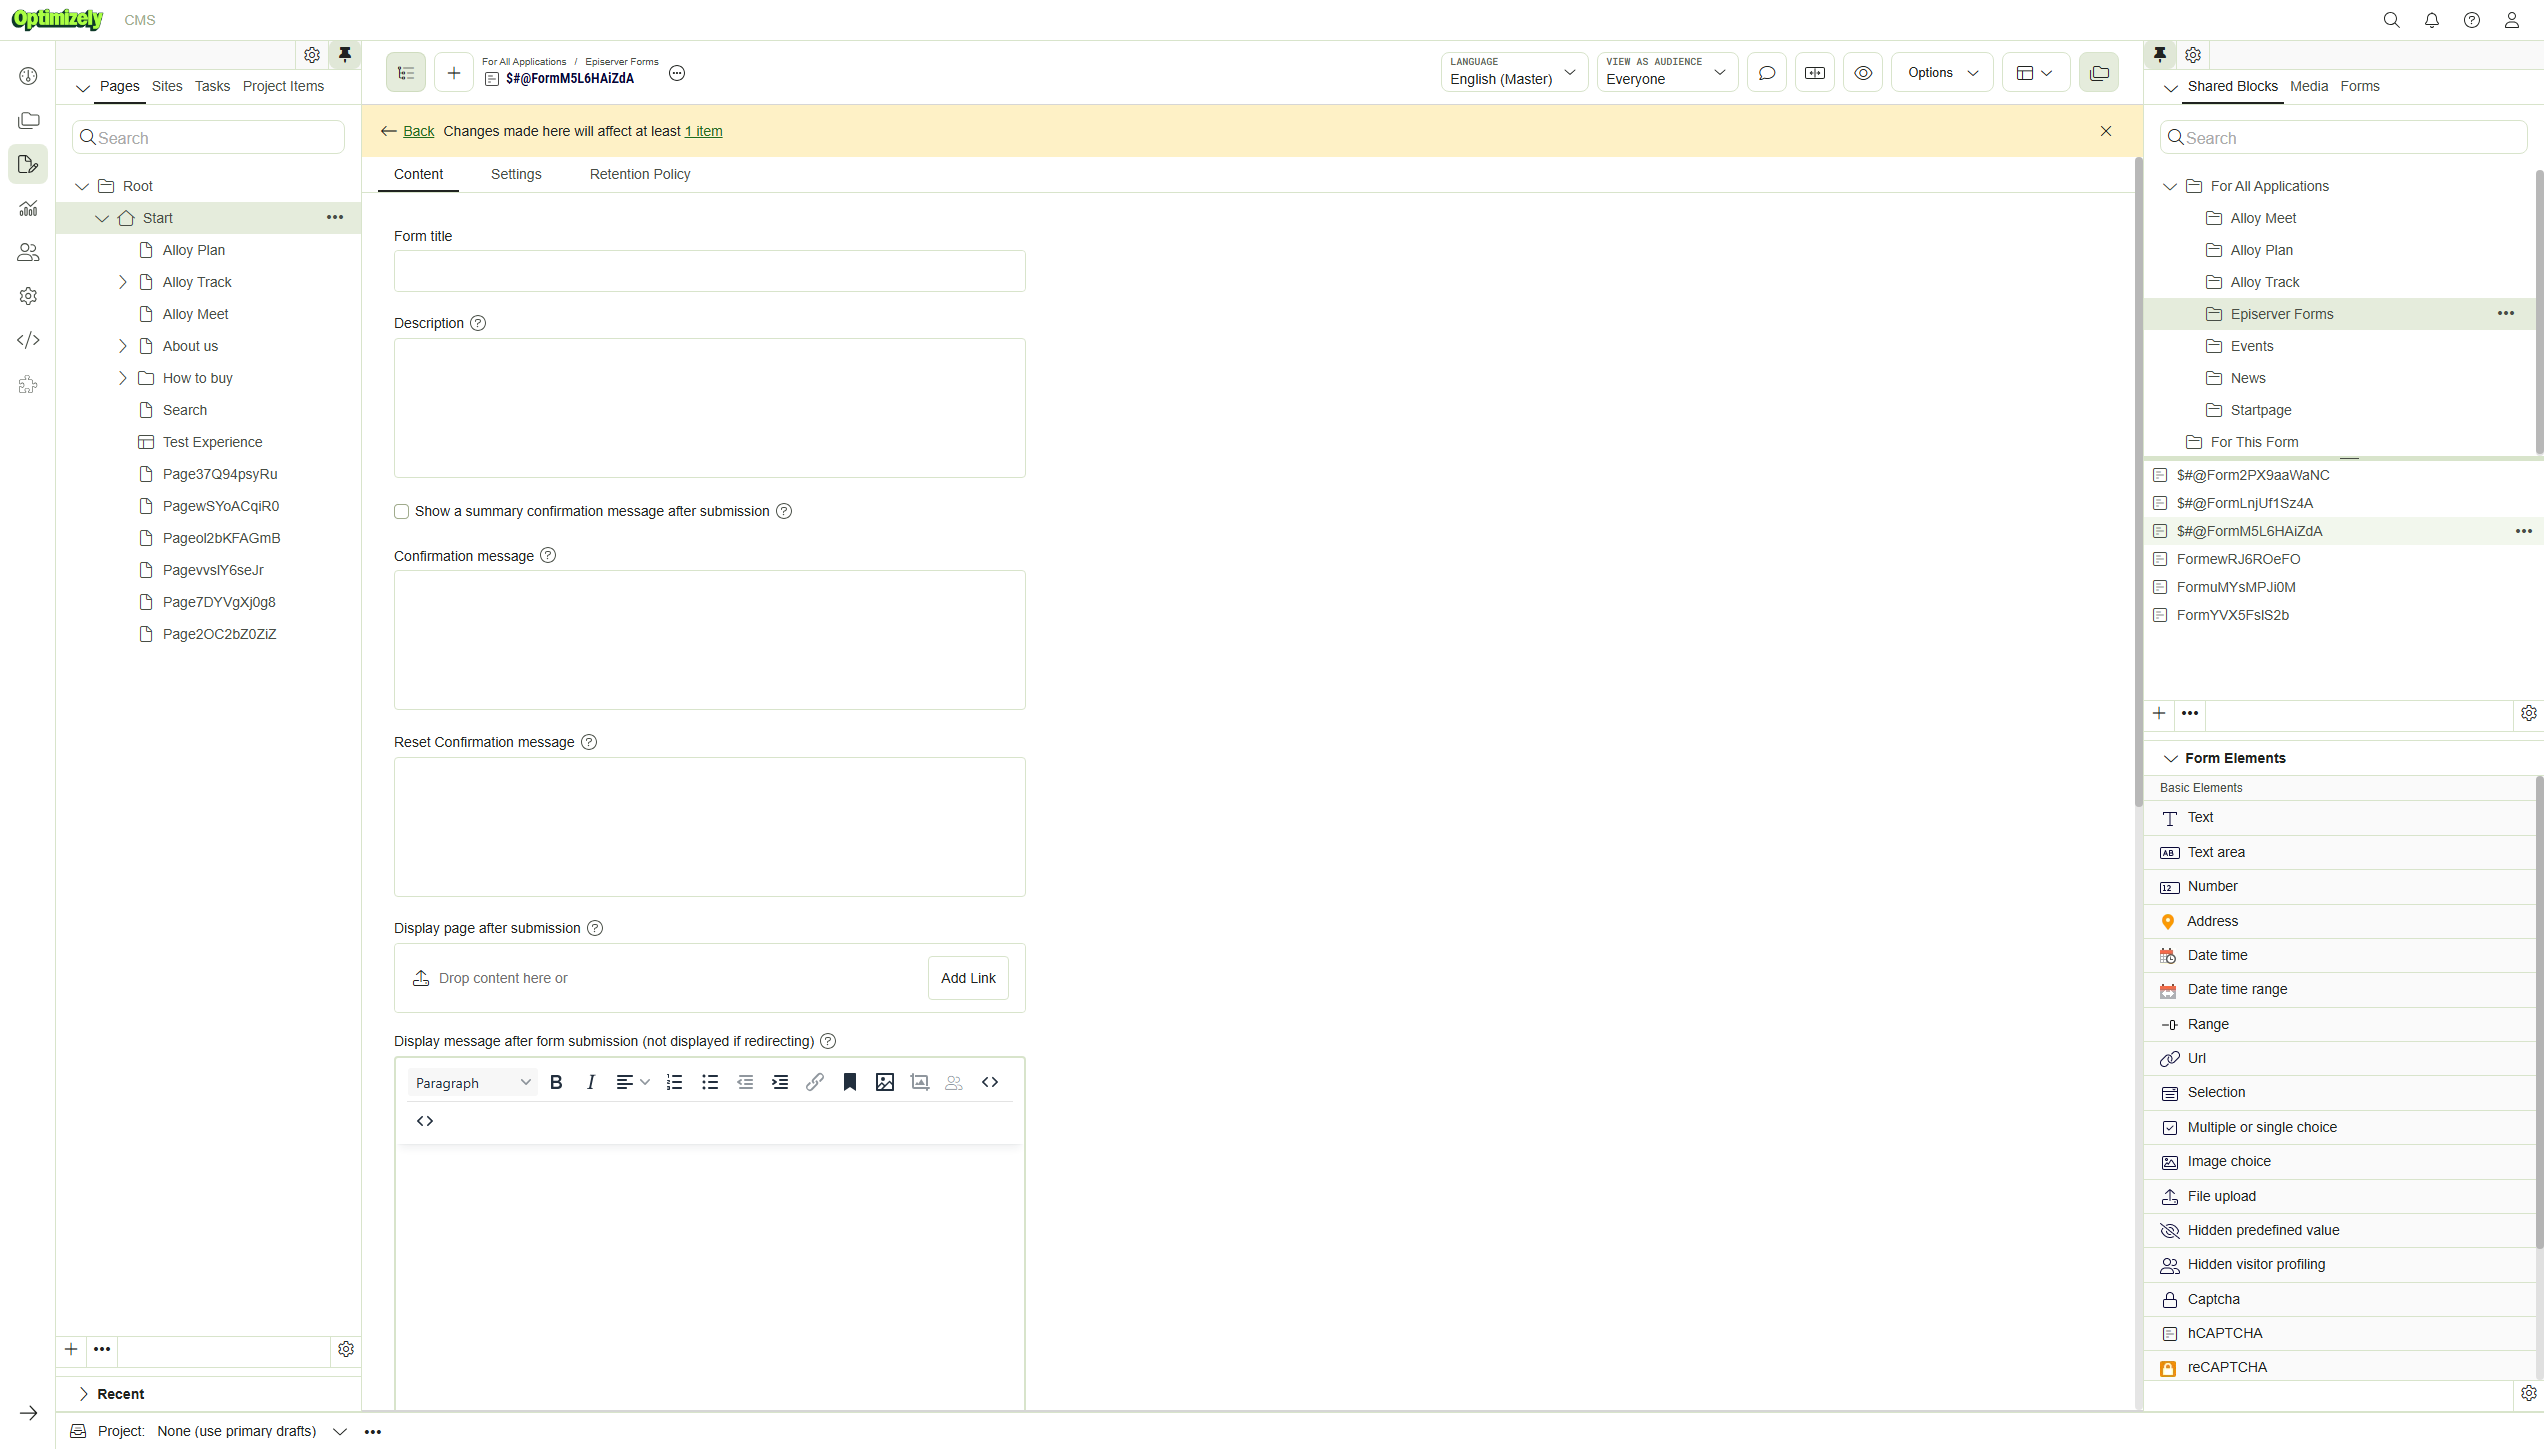 Optimizely CMS
Pages Sites Tasks Project Items
Search
Root
Start
Alloy Plan
Alloy Track
Alloy Meet
About us
How to buy
Search
Test Experience
Page37Q94psyRu
PagewSYoACqiR0
Pageol2bKFAGmB
PagevvslY6seJr
Page7DYVgXj0g8
Page2OC2bZ0ZiZ
Recent
Project: None (use primary drafts)
For All Applications / Episerver Forms
$#@FormM5L6HAiZdA
LANGUAGE
English (Master)
VIEW AS AUDIENCE
Everyone
Options
Back Changes made here will affect at least 1 item
Content Settings Retention Policy
Form title
Description
Show a summary confirmation message after submission
Confirmation message
Reset Confirmation message
Display page after submission
Drop content here or Add Link
Display message after form submission (not displayed if redirecting)
Paragraph
Shared Blocks Media Forms
Search
For All Applications
Alloy Meet
Alloy Plan
Alloy Track
Episerver Forms
Events
News
Startpage
For This Form
$#@Form2PX9aaWaNC
$#@FormLnjUf1Sz4A
$#@FormM5L6HAiZdA
FormewRJ6ROeFO
FormuMYsMPJi0M
FormYVX5FslS2b
Form Elements
Basic Elements
Text
Text area
Number
Address
Date time
Date time range
Range
Url
Selection
Multiple or single choice
Image choice
File upload
Hidden predefined value
Hidden visitor profiling
Captcha
hCAPTCHA
reCAPTCHA